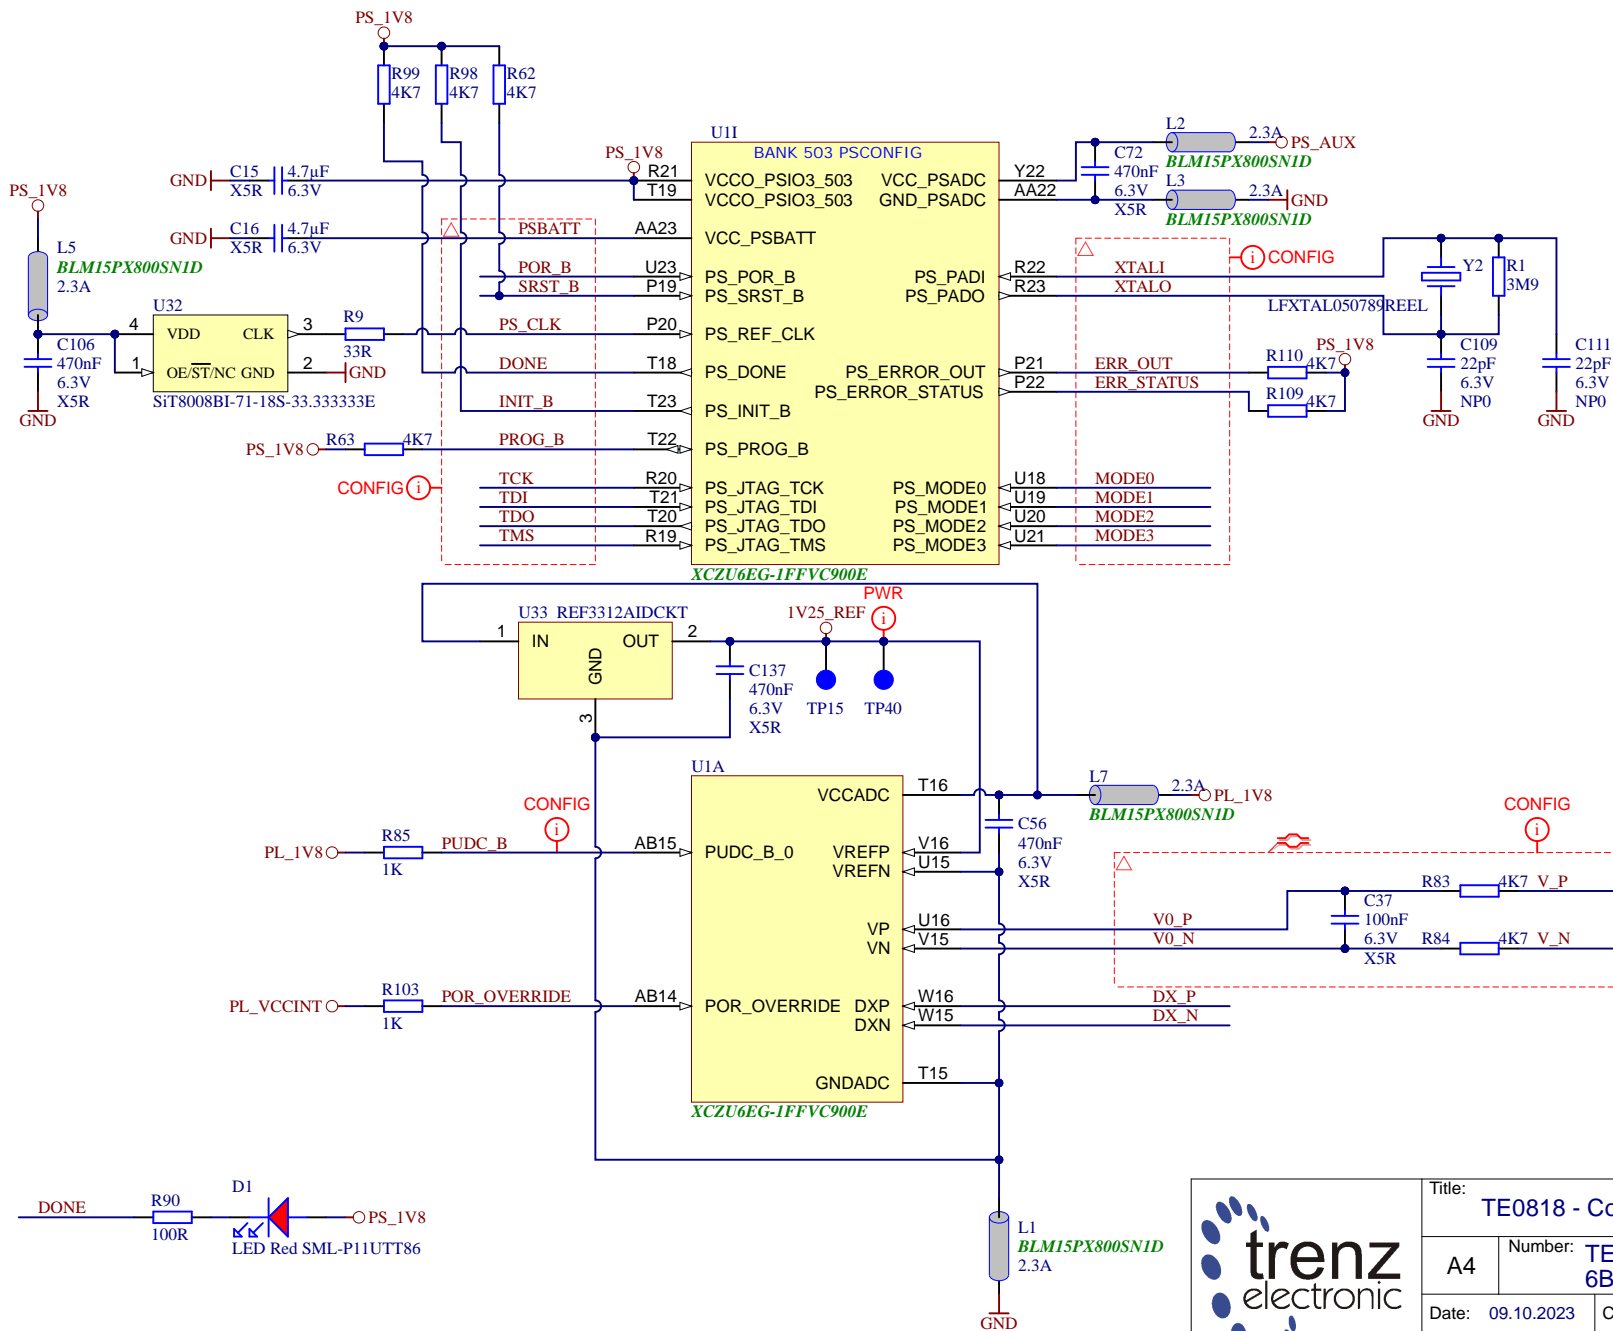 PS_1V8
R99
4K7
R98
4K7
R62
4K7
U1I
BANK 503 PSCONFIG
PS_1V8
GND
C15
X5R
4.7µF
6.3V
R21
T19
VCCO_PSIO3_503
VCCO_PSIO3_503
VCC_PSADC
GND_PSADC
Y22
AA22
C72
470nF
6.3V
X5R
L2
2.3A
PS_AUX
BLM15PX800SN1D
L3
2.3A
GND
BLM15PX800SN1D
PS_1V8
L5
BLM15PX800SN1D
2.3A
GND
C16
X5R
4.7µF
6.3V
PSBATT
AA23
VCC_PSBATT
POR_B
U23
PS_POR_B
SRST_B
P19
PS_SRST_B
PS_PADI
R22
XTALI
PS_PADO
R23
XTALO
CONFIG
Y2
R1
3M9
LFXTAL050789REEL
U32
4
VDD
CLK
3
1
OE/ST/NC
GND
2
GND
SiT8008BI-71-18S-33.333333E
R9
33R
PS_CLK
P20
PS_REF_CLK
C106
470nF
6.3V
X5R
GND
DONE
T18
PS_DONE
INIT_B
T23
PS_INIT_B
PS_1V8
R63
4K7
PROG_B
T22
PS_PROG_B
PS_ERROR_OUT
P21
ERR_OUT
PS_ERROR_STATUS
P22
ERR_STATUS
R110
4K7
R109
4K7
PS_1V8
C109
22pF
6.3V
NP0
GND
C111
22pF
6.3V
NP0
GND
CONFIG
TCK
R20
PS_JTAG_TCK
TDI
T21
PS_JTAG_TDI
TDO
T20
PS_JTAG_TDO
TMS
R19
PS_JTAG_TMS
PS_MODE0
U18
MODE0
PS_MODE1
U19
MODE1
PS_MODE2
U20
MODE2
PS_MODE3
U21
MODE3
XCZU6EG-1FFVC900E
U33 REF3312AIDCKT
1
IN
OUT
2
GND
3
C137
470nF
6.3V
X5R
1V25_REF
PWR
TP15
TP40
U1A
VCCADC
T16
L7
2.3A
PL_1V8
BLM15PX800SN1D
C56
470nF
6.3V
X5R
CONFIG
PL_1V8
R85
1K
PUDC_B
AB15
PUDC_B_0
VREFP
V16
VREFN
U15
VP
U16
V0_P
VN
V15
V0_N
CONFIG
C37
100nF
6.3V
X5R
R83
4K7
V_P
R84
4K7
V_N
PL_VCCINT
R103
1K
POR_OVERRIDE
AB14
POR_OVERRIDE
DXP
W16
DX_P
DXN
W15
DX_N
GNDADC
T15
XCZU6EG-1FFVC900E
DONE
R90
100R
D1
PS_1V8
LED Red SML-P11UTT86
L1
BLM15PX800SN1D
2.3A
GND
trenz
electronic
Title:
TE0818 - Co
A4
Number:
TE
6B
Date:
09.10.2023
C